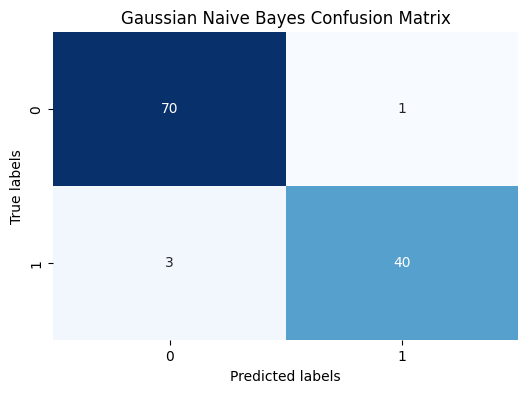 Gaussian Naive Bayes Confusion Matrix
0
70
1
True labels
1
3
40
0
1
Predicted labels